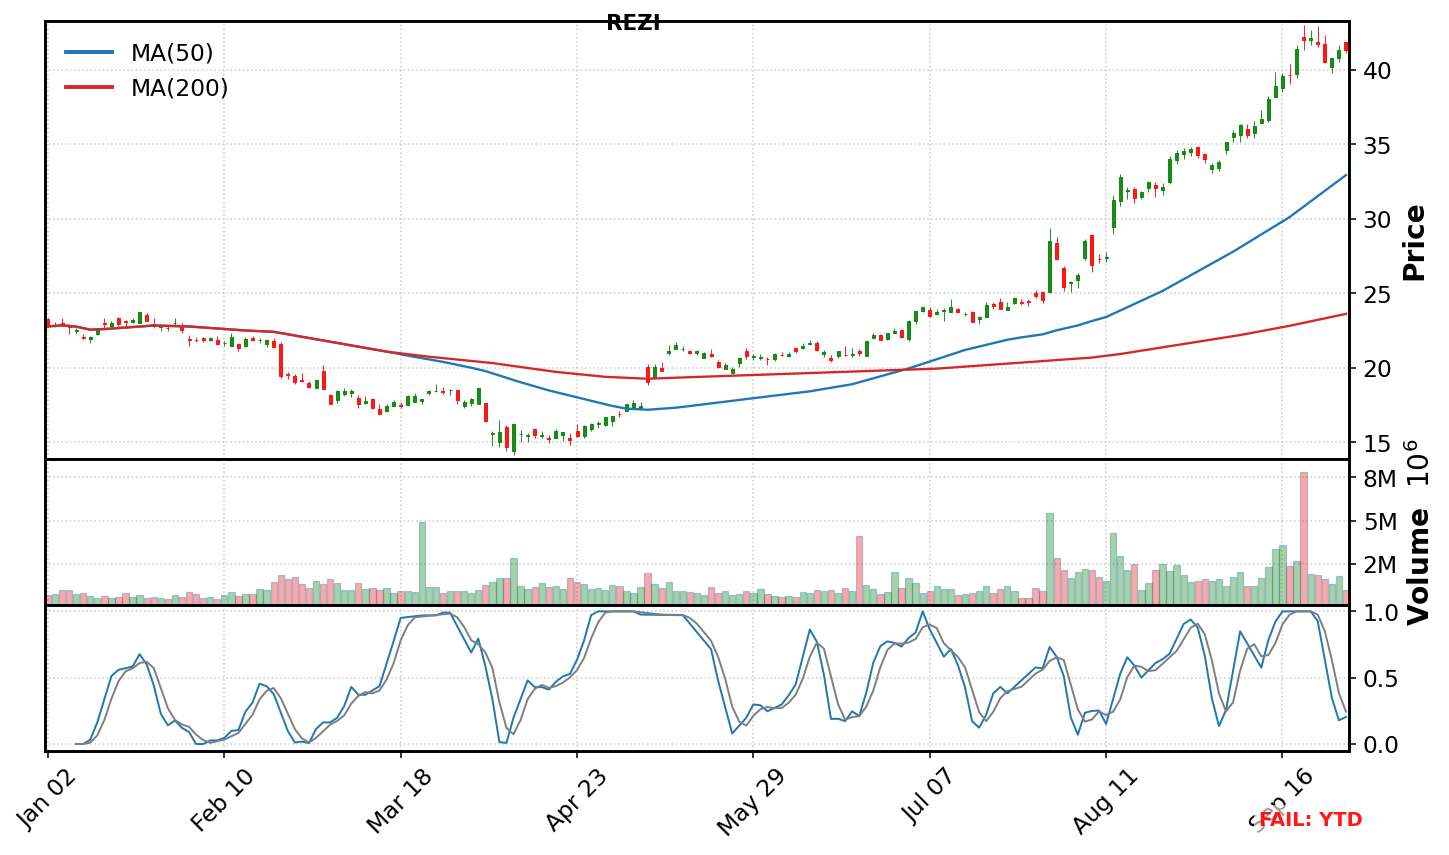 REZI
MA(50)
MA(200)
40
35
30
25
20
15
Price
8M
5M
2M
Volume 10⁶
1.0
0.5
0.0
Jan 02
Feb 10
Mar 18
Apr 23
May 29
Jul 07
Aug 11
Sep 16
FAIL: YTD